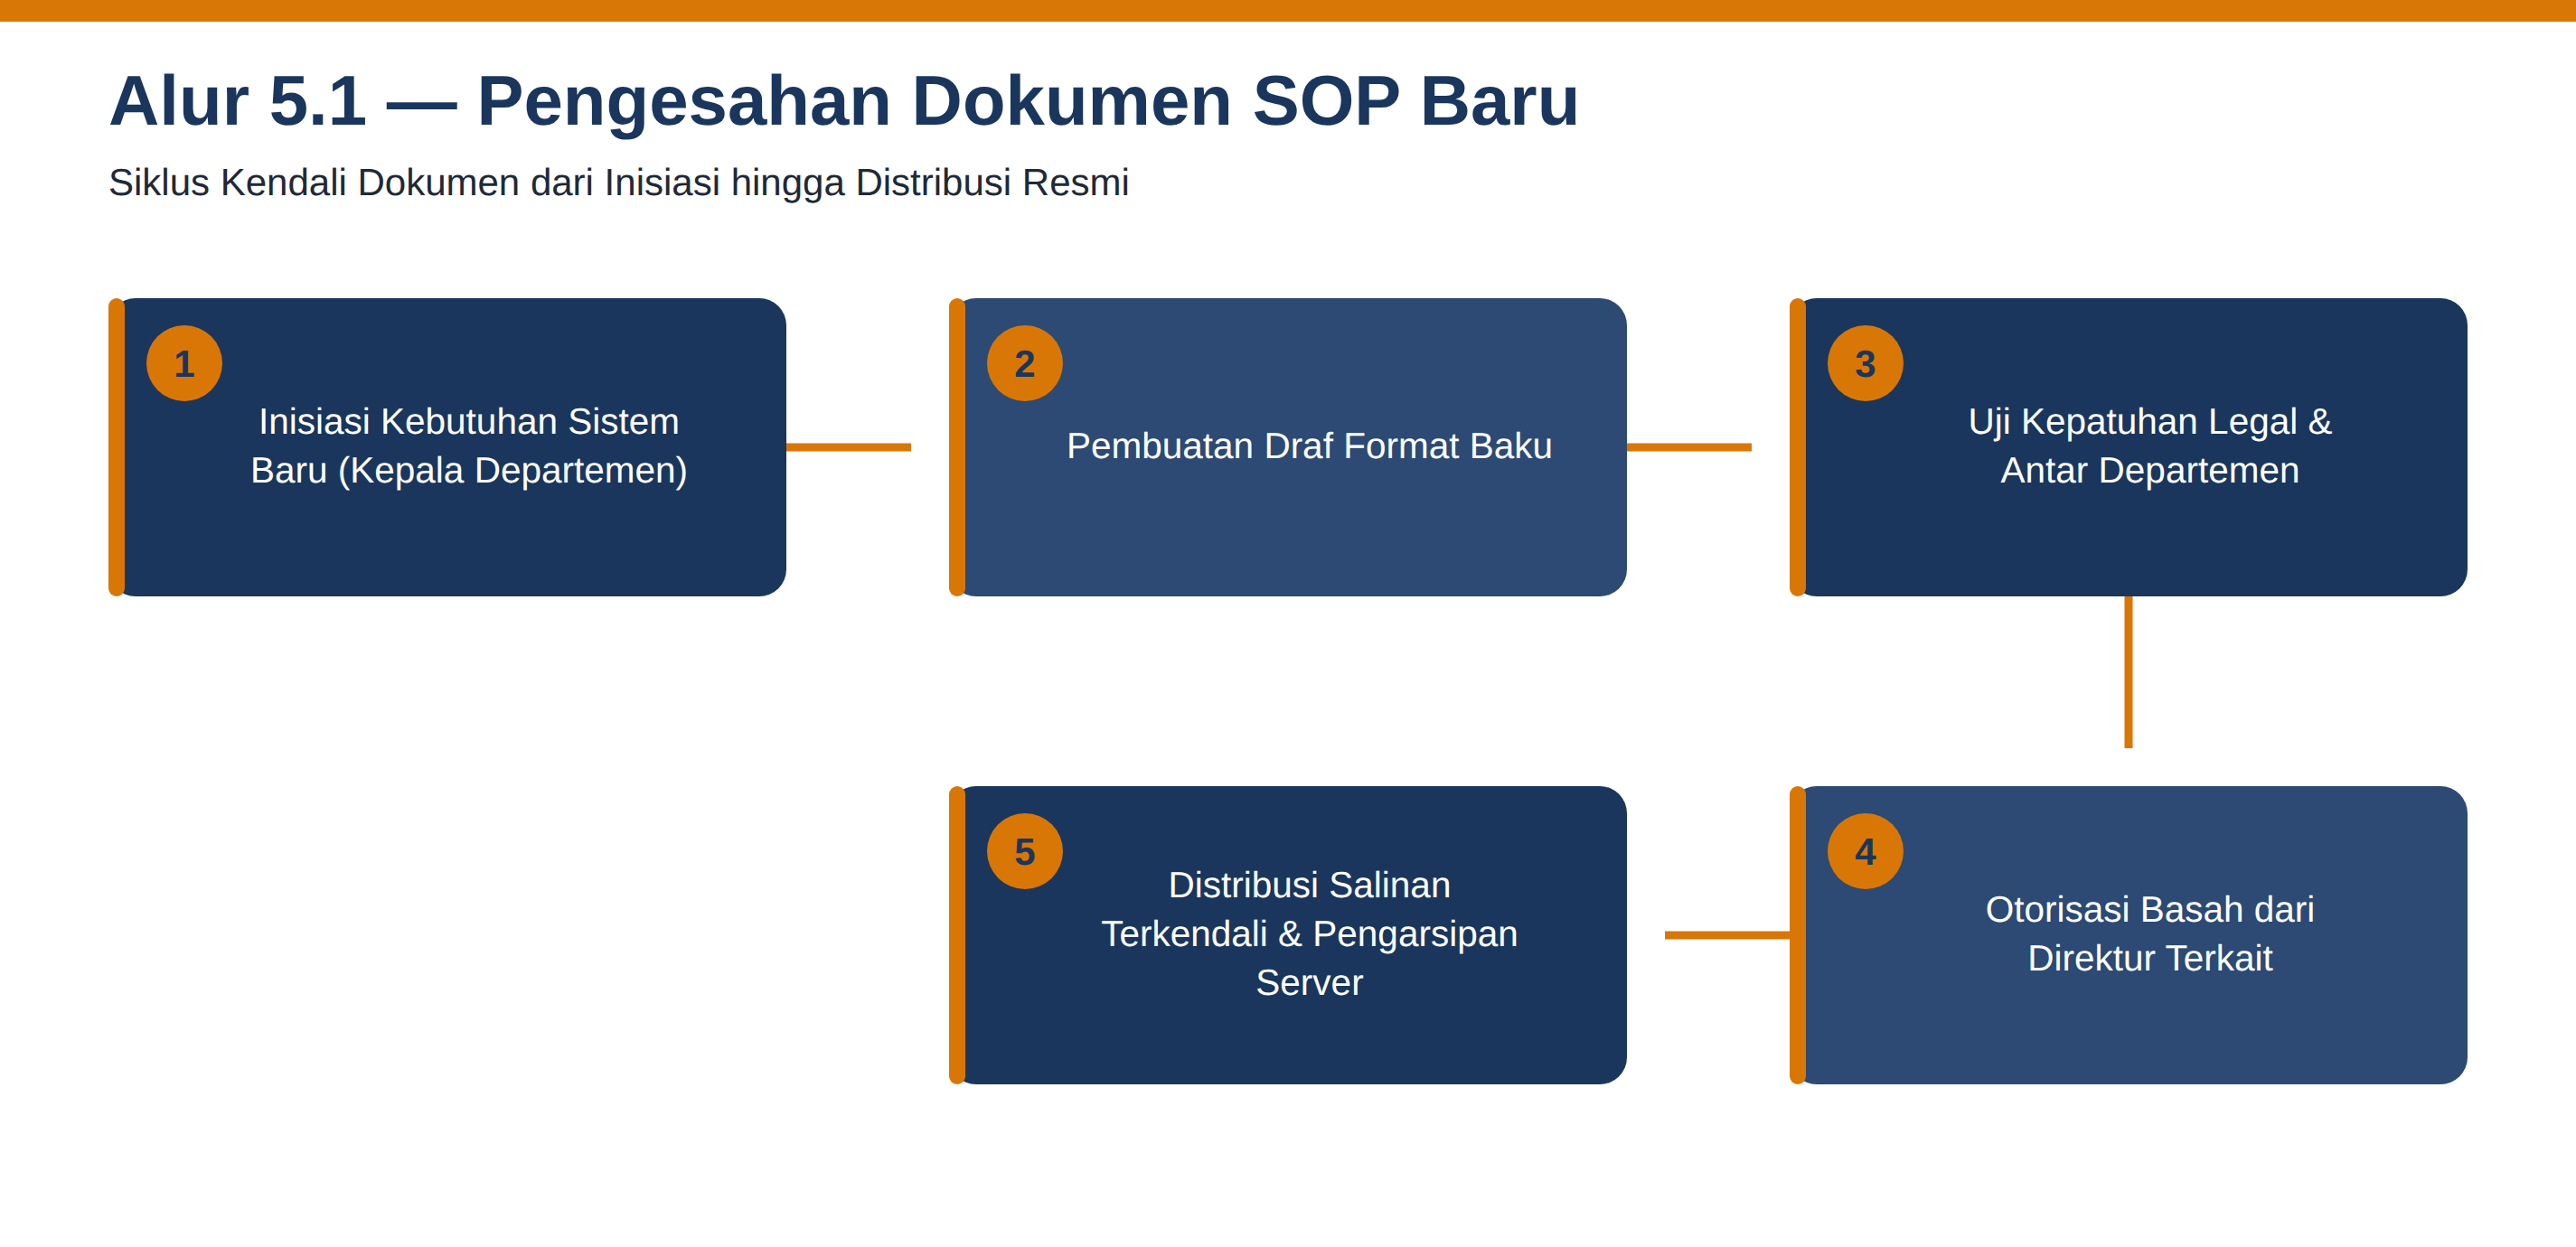 Alur 5.1 — Pengesahan Dokumen SOP Baru
Siklus Kendali Dokumen dari Inisiasi hingga Distribusi Resmi
1
Inisiasi Kebutuhan Sistem
Baru (Kepala Departemen)
2
Pembuatan Draf Format Baku
3
Uji Kepatuhan Legal &
Antar Departemen
4
Otorisasi Basah dari
Direktur Terkait
5
Distribusi Salinan
Terkendali & Pengarsipan
Server